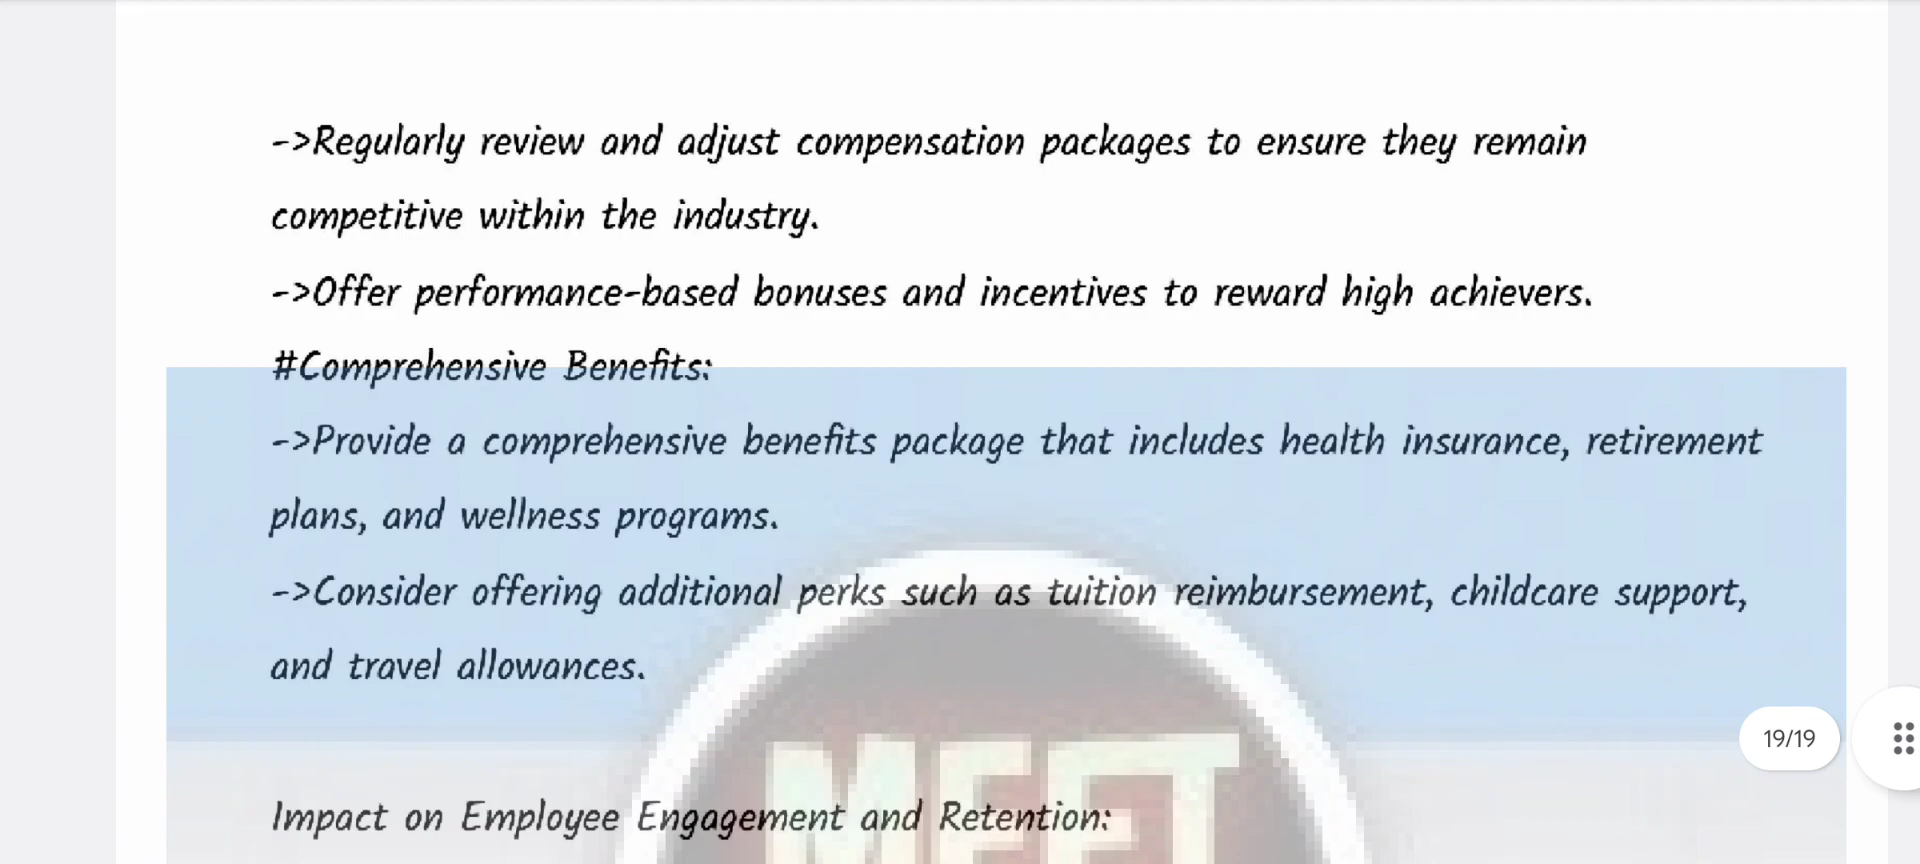 ->Regularly review and adjust compensation packages to ensure they remain
competitive within the industry.
->Offer performance-based bonuses and incentives to reward high achievers.
#Comprehensive Benefits:
->Provide a comprehensive benefits package that includes health insurance, retirement
plans, and wellness programs.
->Consider offering additional perks such as tuition reimbursement, childcare support,
and travel allowances.
19/19
MEET
Impact on Employee Engagement and Retention: